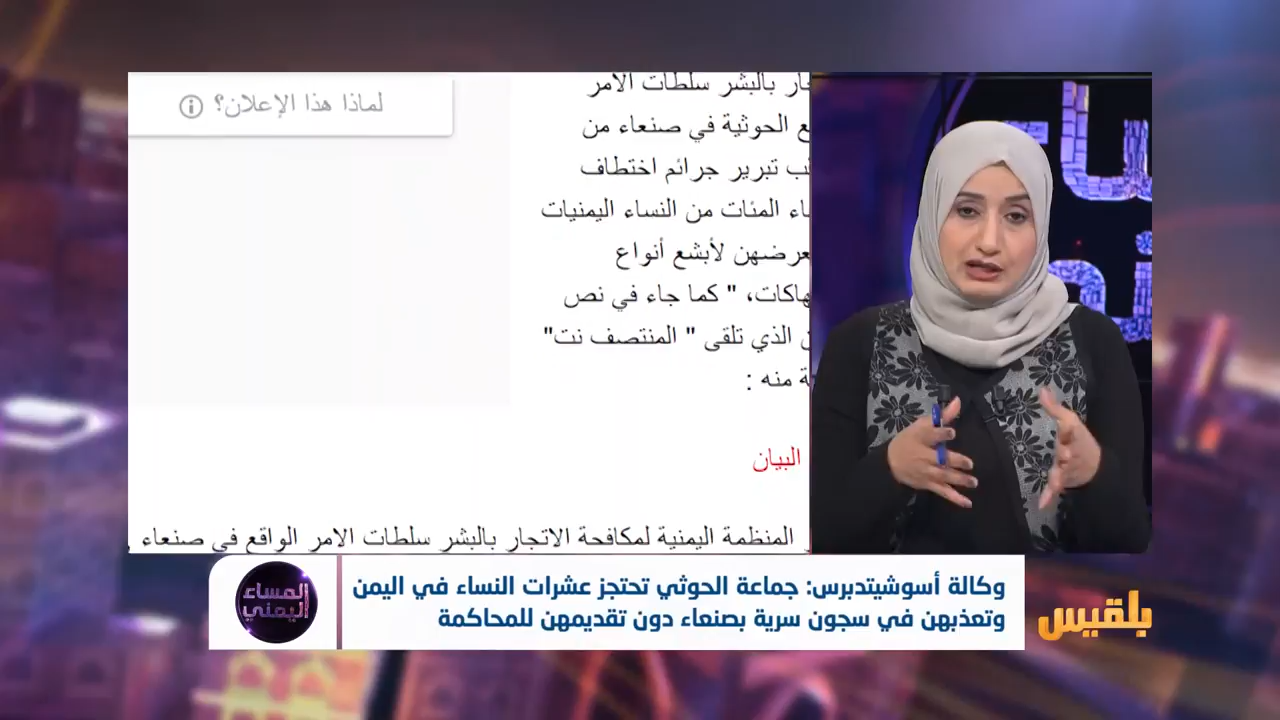 لماذا هذا الإعلان؟
بالبشر سلطات الامر
الحوثية في صنعاء من
تبرير جرائم اختطاف
المئات من النساء اليمنيات
لأبشع أنواع
" كما جاء في نص
الذي تلقى " المنتصف نت"
منه :
البيان
المنظمة اليمنية لمكافحة الاتجار بالبشر سلطات الامر الواقع في صنعاء
وكالة أسوشيتدبرس: جماعة الحوثي تحتجز عشرات النساء في اليمن
وتعذبهن في سجون سرية بصنعاء دون تقديمهن للمحاكمة
المساء
اليمني
بلقيس